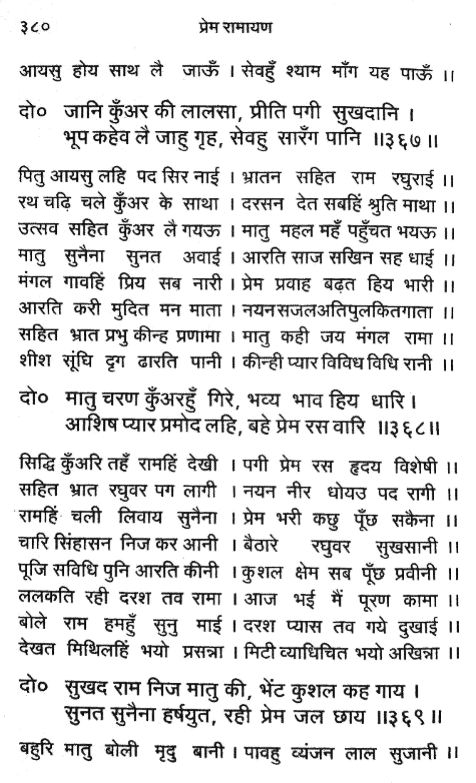 ३८० प्रेम रामायण
आयसु होय साथ लै जाऊँ । सेवहुँ श्याम माँग यह पाऊँ ।।
दो० जानि कुँअर की लालसा, प्रीति पगी सुखदानि ।
भूप कहेव लै जाहु गृह, सेवहु सारँग पानि ।।३६७।।
पितु आयसु लहि पद सिर नाई । भ्रातन सहित राम रघुराई ।।
रथ चढ़ि चले कुँअर के साथा । दरसन देत सबहिं श्रुति माथा ।।
उत्सव सहित कुँअर लै गयऊ । मातु महल महँ पहुँचत भयऊ ।।
मातु सुनैना सुनत अवाई । आरति साज सखिन सह धाई ।।
मंगल गावहिं प्रिय सब नारी । प्रेम प्रवाह बढ़त हिय भारी ।।
आरति करी मुदित मन माता । नयनसजलअतिपुलकितगाता ।।
सहित भ्रात प्रभु कीन्ह प्रणामा । मातु कही जय मंगल रामा ।।
शीश सूंघि दृग ढारति पानी । कीन्ही प्यार विविध विधि रानी ।।
दो० मातु चरण कुँअरहुँ गिरे, भव्य भाव हिय धारि ।
आशिष प्यार प्रमोद लहि, बहे प्रेम रस वारि ।।३६८।।
सिद्धि कुँअरि तहँ रामहिं देखी । पगी प्रेम रस हृदय विशेषी ।।
सहित भ्रात रघुवर पग लागी । नयन नीर धोयउ पद रागी ।।
रामहिं चली लिवाय सुनैना । प्रेम भरी कछु पूँछ सकैना ।।
चारि सिंहासन निज कर आनी । बैठारे रघुवर सुखसानी ।।
पूजि सविधि पुनि आरति कीनी । कुशल क्षेम सब पूँछ प्रवीनी ।।
ललकति रही दरश तव रामा । आज भई मैं पूरण कामा ।।
बोले राम हमहुँ सुनु माई । दरश प्यास तव गये दुखाई ।।
देखत मिथिलहिं भयो प्रसन्ना । मिटी व्याधिचित भयो अखिन्ना ।।
दो० सुखद राम निज मातु की, भेंट कुशल कह गाय ।
सुनत सुनैना हर्षयुत, रही प्रेम जल छाय ।।३६९।।
बहुरि मातु बोली मृदु बानी । पावहु व्यंजन लाल सुजानी ।।